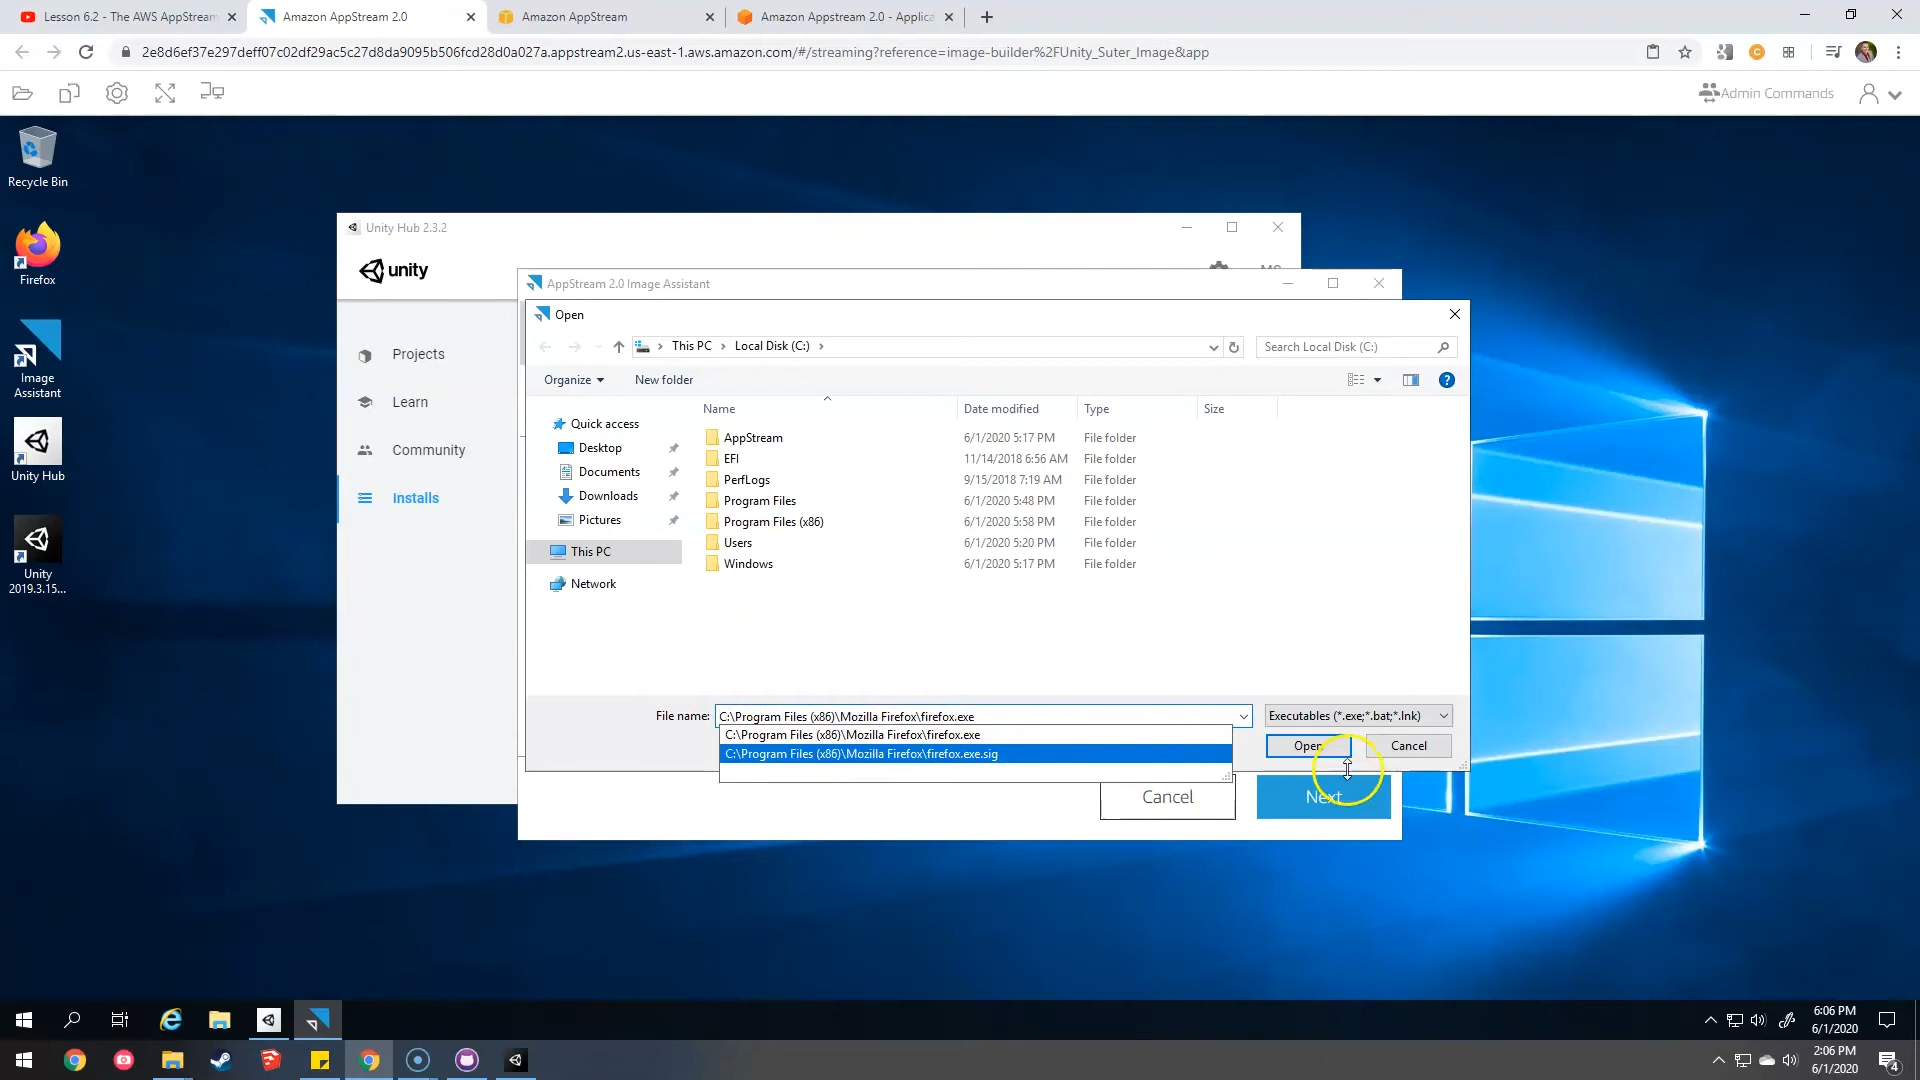 Lesson 6.2 - The AWS AppStream
Amazon AppStream 2.0
Amazon AppStream
Amazon Appstream 2.0 - Applica
2e8d6ef37e297deff07c02df29ac5c27d8da9095b506fcd28d0a027a.appstream2.us-east-1.aws.amazon.com/#/streaming?reference=image-builder%2FUnity_Suter_Image&app
Admin Commands
Recycle Bin
Firefox
Image
Assistant
Unity Hub
Unity
2019.3.15...
Unity Hub 2.3.2
unity
Projects
Learn
Community
Installs
AppStream 2.0 Image Assistant
Open
This PC
Local Disk (C:)
Search Local Disk (C:)
Organize
New folder
Name
Date modified
Type
Size
Quick access
Desktop
Documents
Downloads
Pictures
This PC
Network
AppStream 6/1/2020 5:17 PM File folder
EFI 11/14/2018 6:56 AM File folder
PerfLogs 9/15/2018 7:19 AM File folder
Program Files 6/1/2020 5:48 PM File folder
Program Files (x86) 6/1/2020 5:58 PM File folder
Users 6/1/2020 5:20 PM File folder
Windows 6/1/2020 5:17 PM File folder
File name: C:\Program Files (x86)\Mozilla Firefox\firefox.exe
Executables (*.exe;*.bat;*.lnk)
C:\Program Files (x86)\Mozilla Firefox\firefox.exe
C:\Program Files (x86)\Mozilla Firefox\firefox.exe.sig
Open
Cancel
Cancel
Next
6:06 PM
6/1/2020
2:06 PM
6/1/2020
4